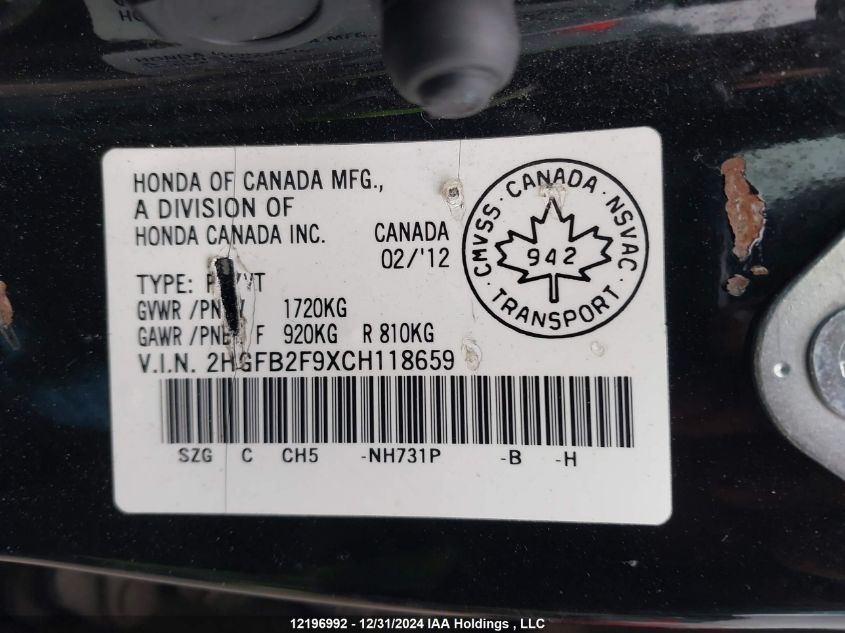 HONDA OF CANADA MFG.,
A DIVISION OF
HONDA CANADA INC.
CANADA
02/'12
TYPE:
GVWR 1720KG
GAWR F 920KG R 810KG
V.I.N. 2HGFB2F9XCH118659
CMVSS · CANADA · NSVAC
942
TRANSPORT
SZG C CH5 -NH731P -B -H
12196992 - 12/31/2024 IAA Holdings , LLC